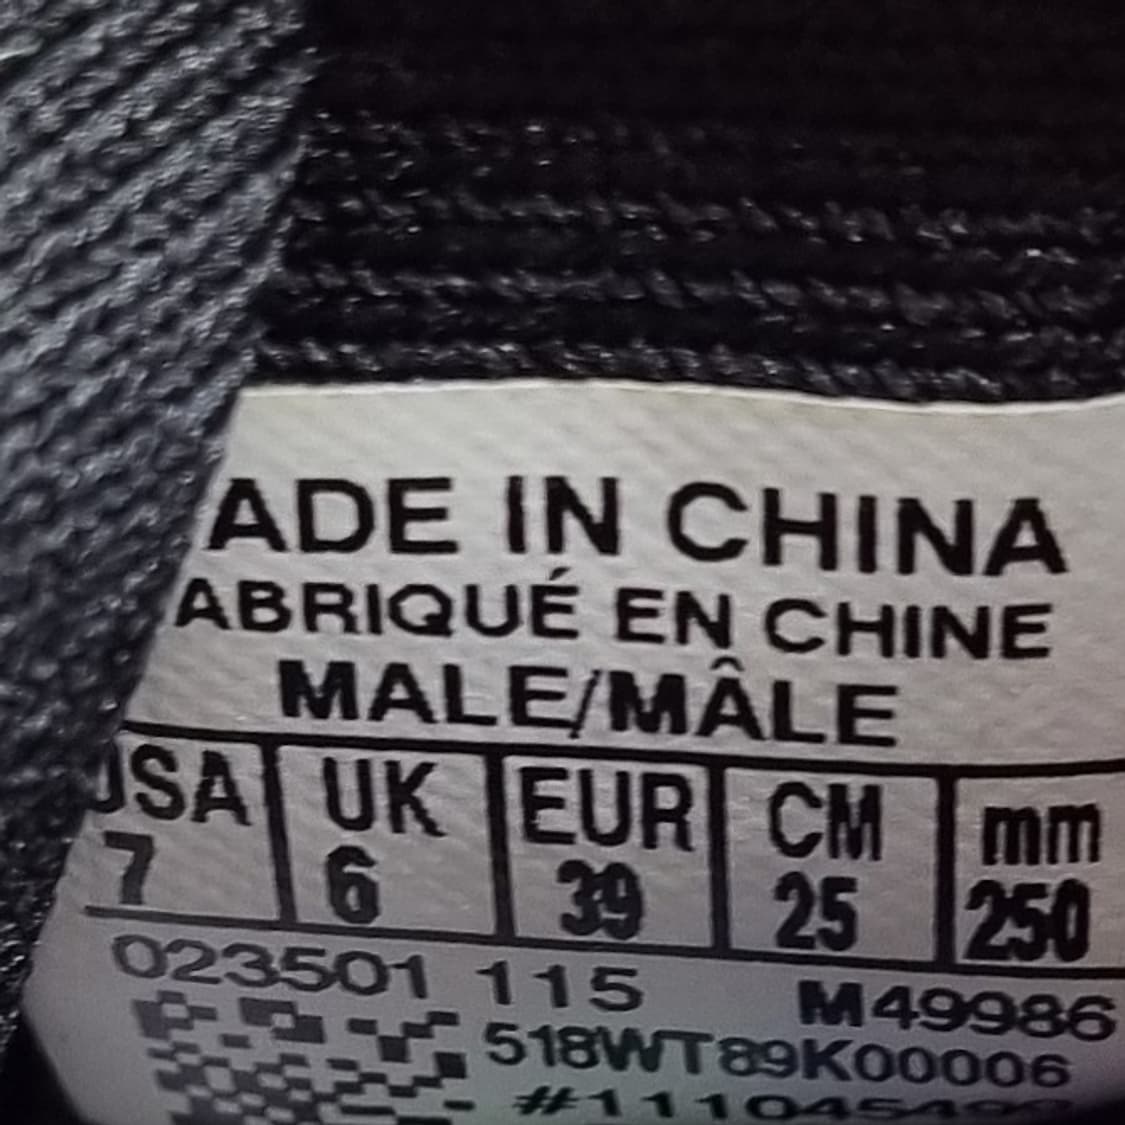 ADE IN CHINA
ABRIQUÉ EN CHINE
MALE/MÂLE
USA UK EUR CM mm
7 6 39 25 250
023501 115 M49986
518WT89K00006